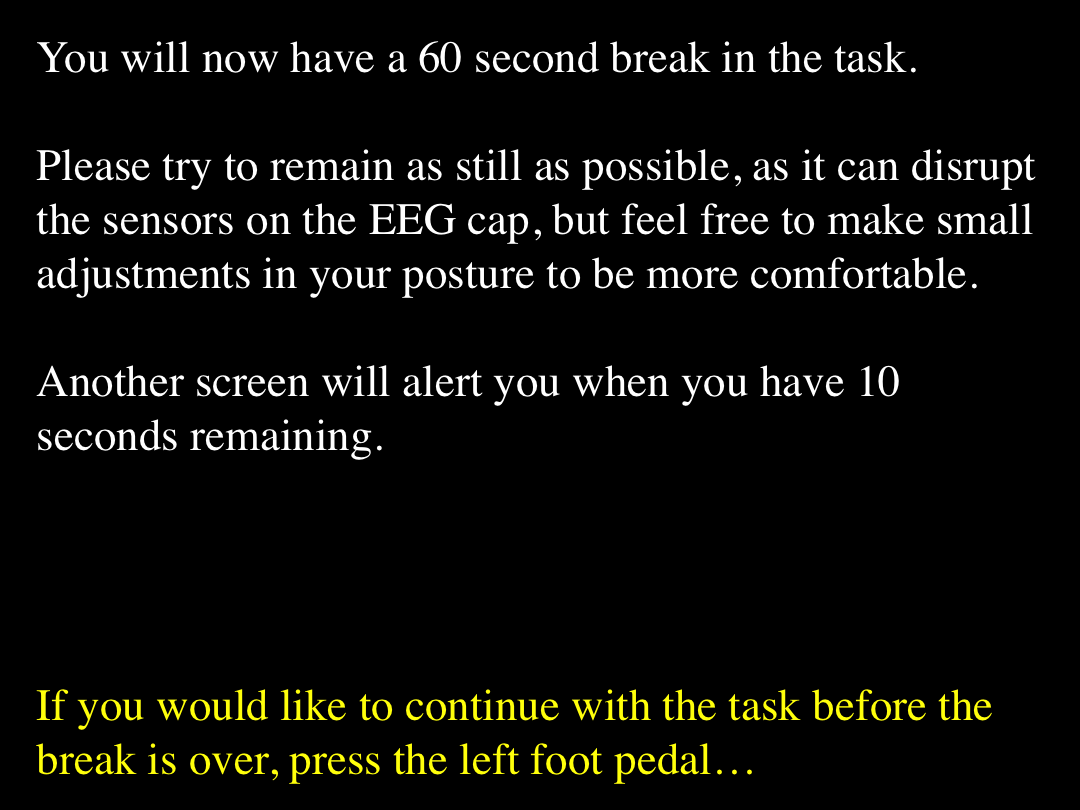 You will now have a 60 second break in the task.
Please try to remain as still as possible, as it can disrupt
the sensors on the EEG cap, but feel free to make small
adjustments in your posture to be more comfortable.
Another screen will alert you when you have 10
seconds remaining.
If you would like to continue with the task before the
break is over, press the left foot pedal…